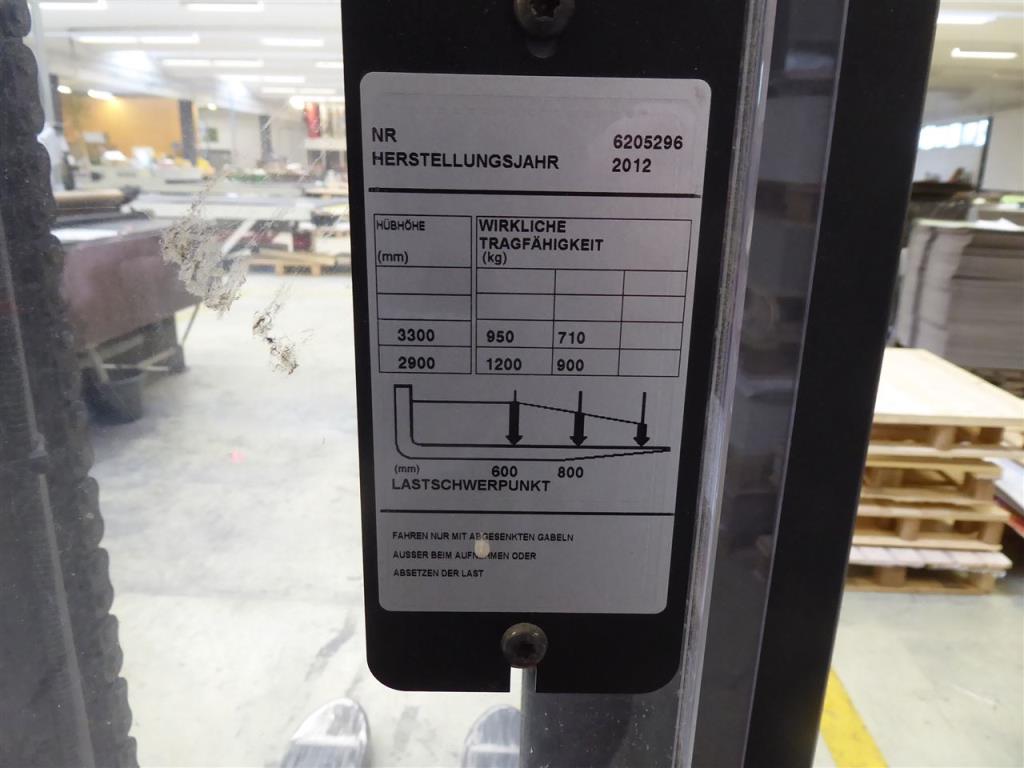 NR 6205296
HERSTELLUNGSJAHR 2012
HÜBHÖHE WIRKLICHE
TRAGFÄHIGKEIT
(mm) (kg)
3300 950 710
2900 1200 900
(mm) 600 800
LASTSCHWERPUNKT
FAHREN NUR MIT ABGESENKTEN GABELN
AUSSER BEIM AUFNEHMEN ODER
ABSETZEN DER LAST